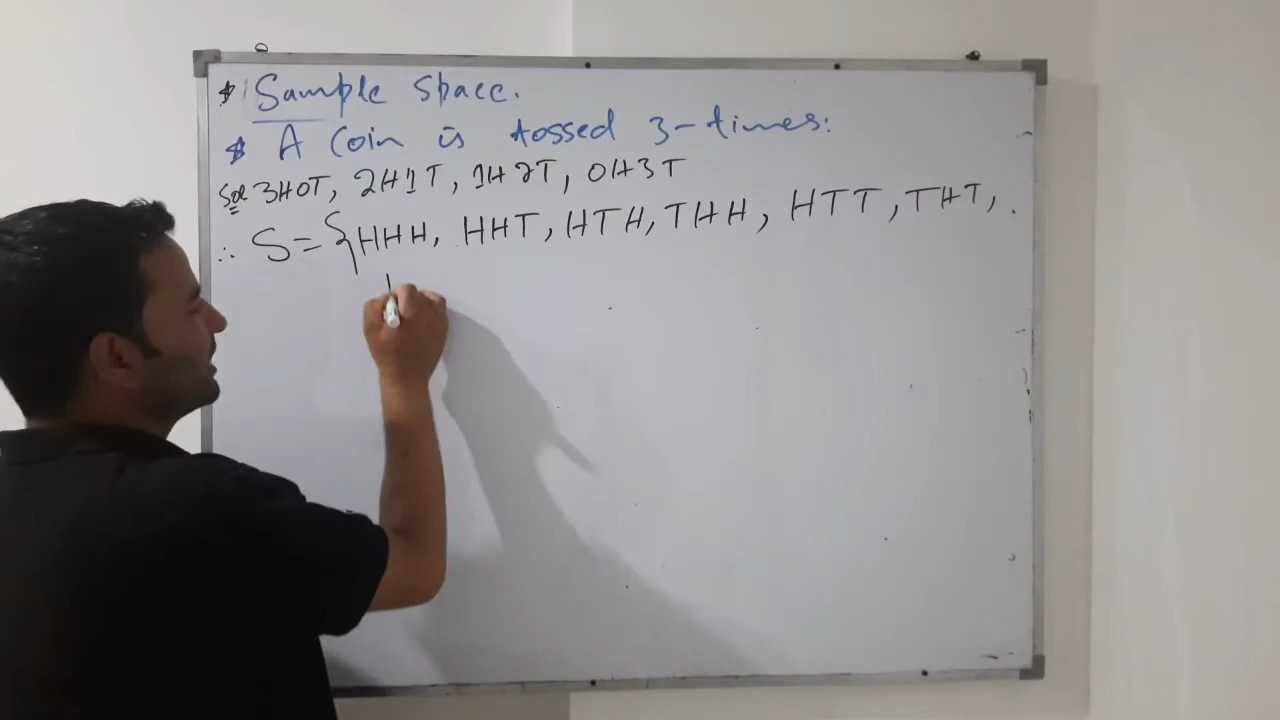 * Sample space.
* A coin is tossed 3-times:
Sol 3H0T, 2H1T, 1H2T, 0H3T
∴ S={HHH, HHT, HTH, THH, HTT, THT,